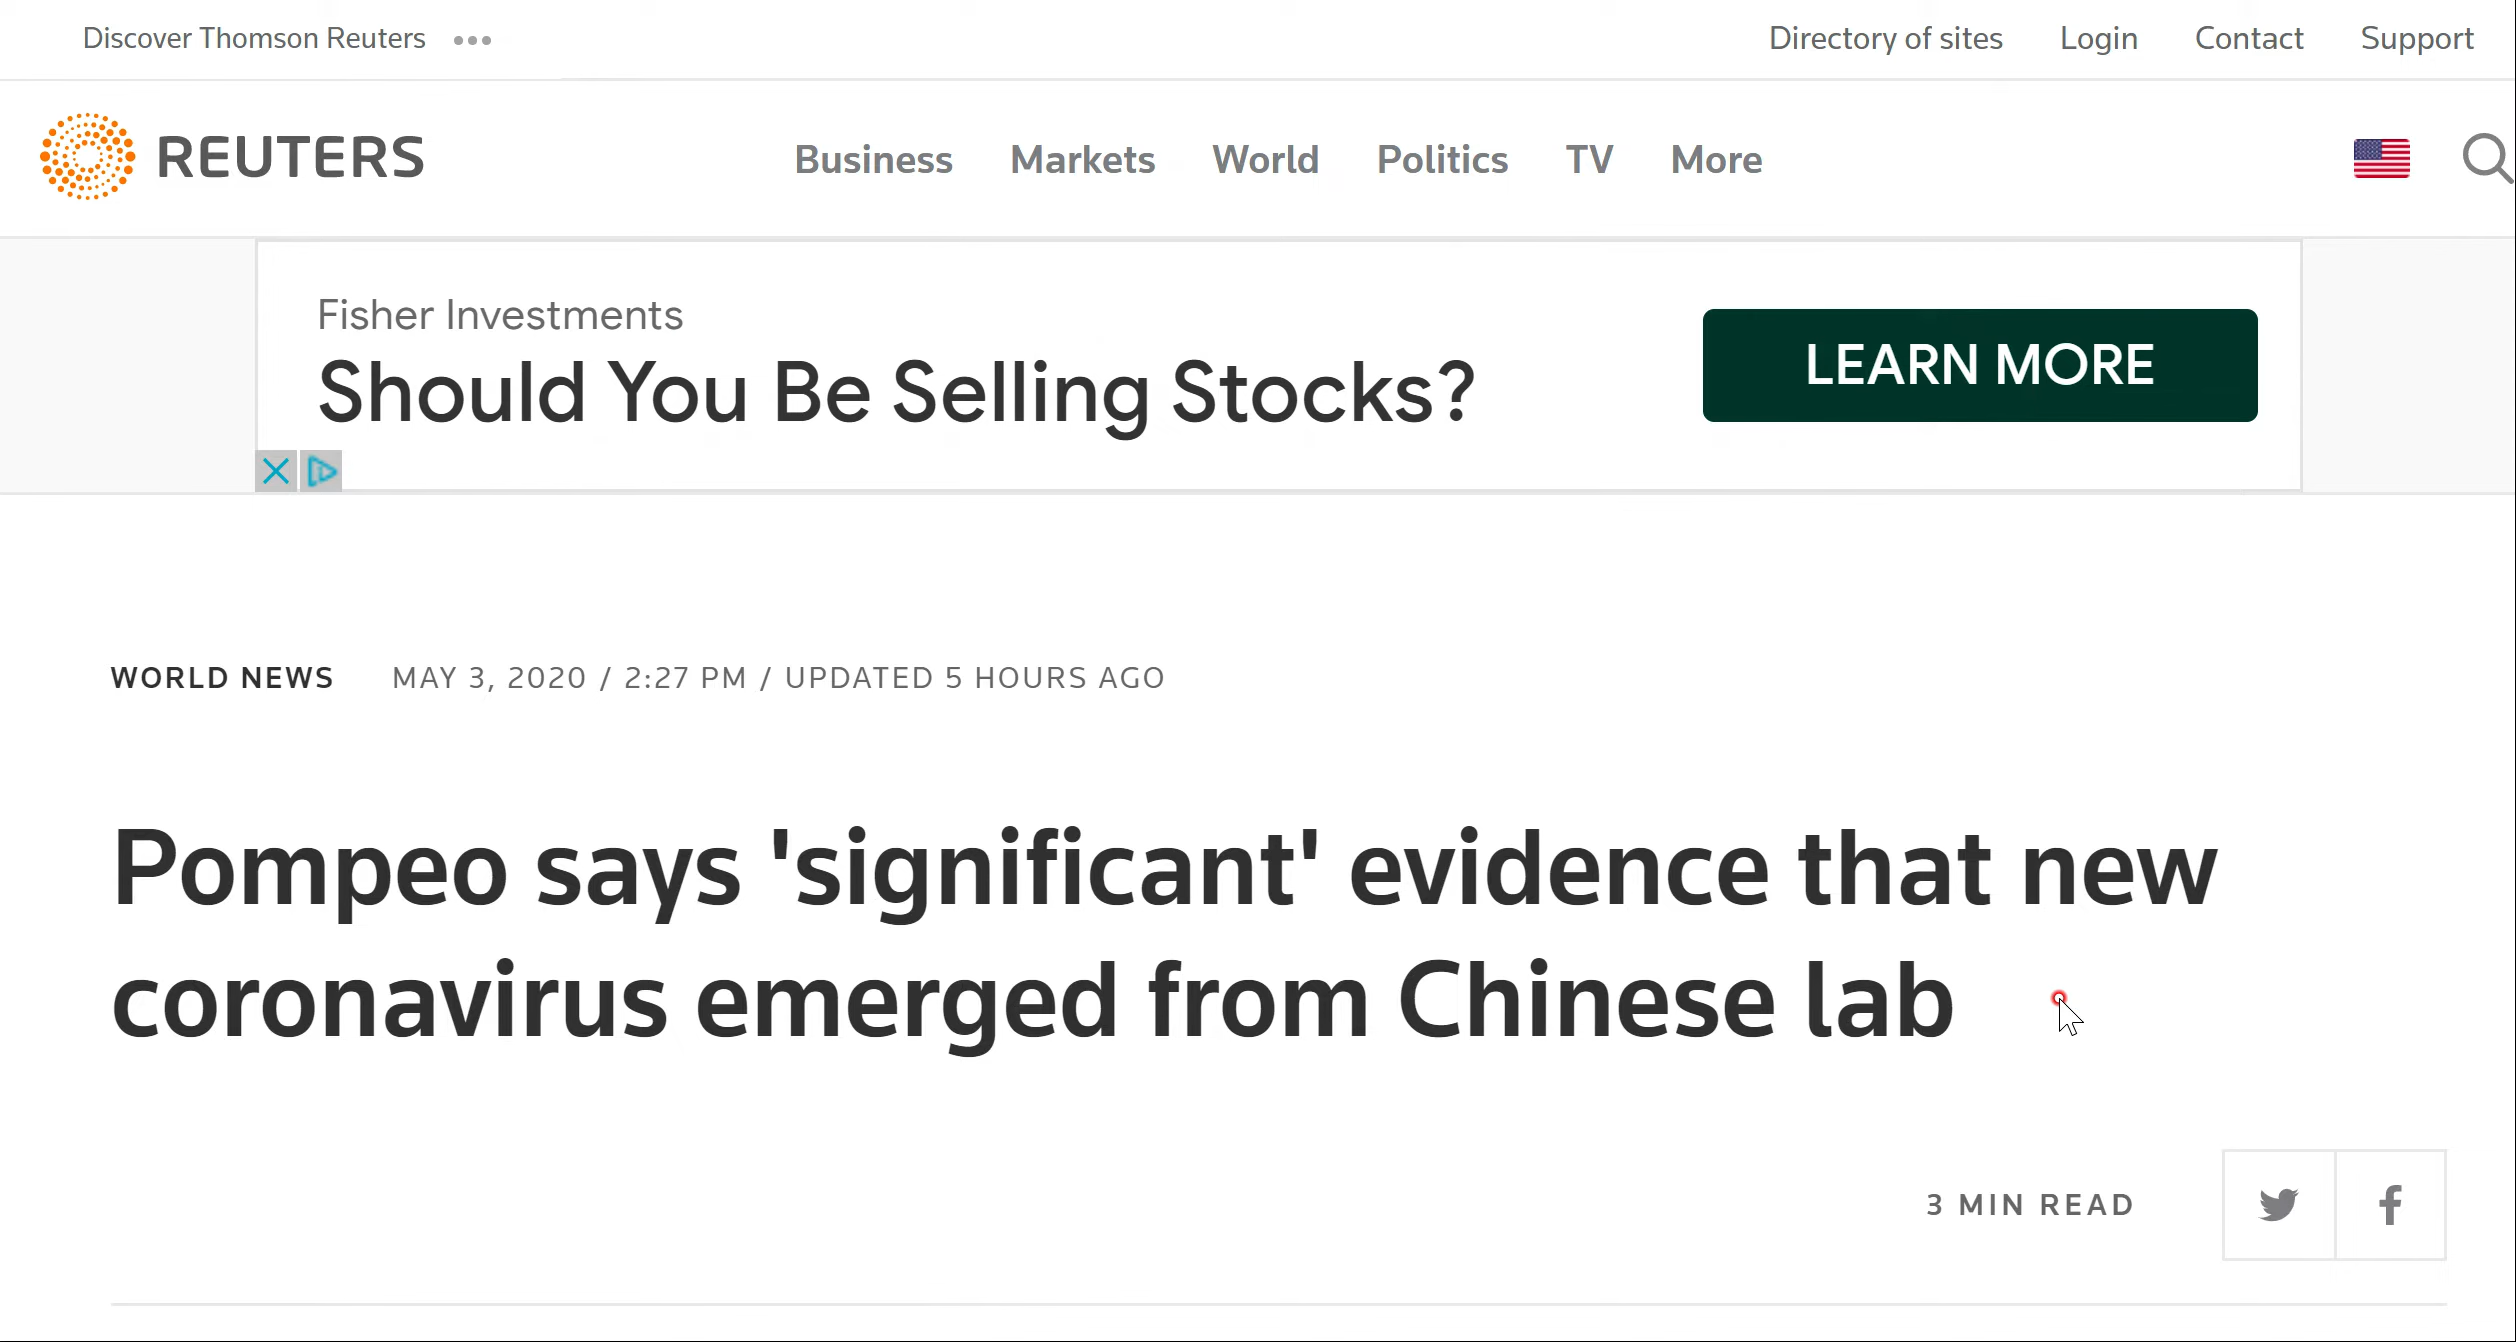 Discover Thomson Reuters
Directory of sites Login Contact Support
REUTERS
Business Markets World Politics TV More
Fisher Investments
Should You Be Selling Stocks?
LEARN MORE
WORLD NEWS MAY 3, 2020 / 2:27 PM / UPDATED 5 HOURS AGO
Pompeo says 'significant' evidence that new
coronavirus emerged from Chinese lab
3 MIN READ